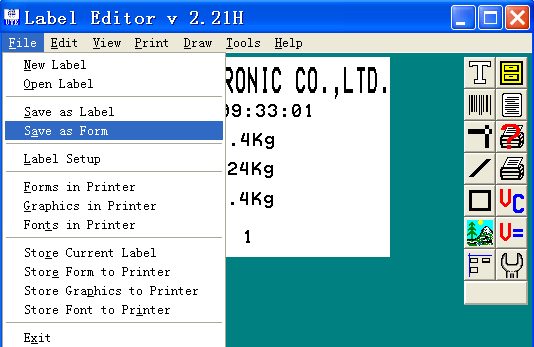 Label Editor v 2.21H
File Edit View Print Draw Tools Help
New Label
Open Label
Save as Label
Save as Form
Label Setup
Forms in Printer
Graphics in Printer
Fonts in Printer
Store Current Label
Store Form to Printer
Store Graphics to Printer
Store Font to Printer
Exit
RONIC CO.,LTD.
09:33:01
.4Kg
24Kg
.4Kg
1
T
?
VC
V=